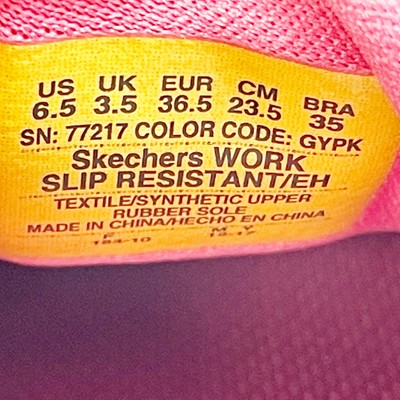 US UK EUR CM BRA
6.5 3.5 36.5 23.5 35
SN: 77217 COLOR CODE: GYPK
Skechers WORK
SLIP RESISTANT/EH
TEXTILE/SYNTHETIC UPPER
RUBBER SOLE
MADE IN CHINA/HECHO EN CHINA
F M Y